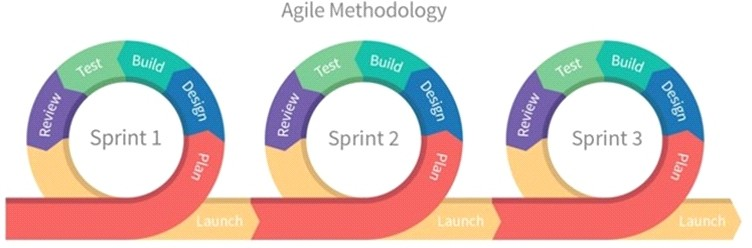 Agile Methodology
Sprint 1
Plan
Design
Build
Test
Review
Launch
Sprint 2
Plan
Design
Build
Test
Review
Launch
Sprint 3
Plan
Design
Build
Test
Review
Launch